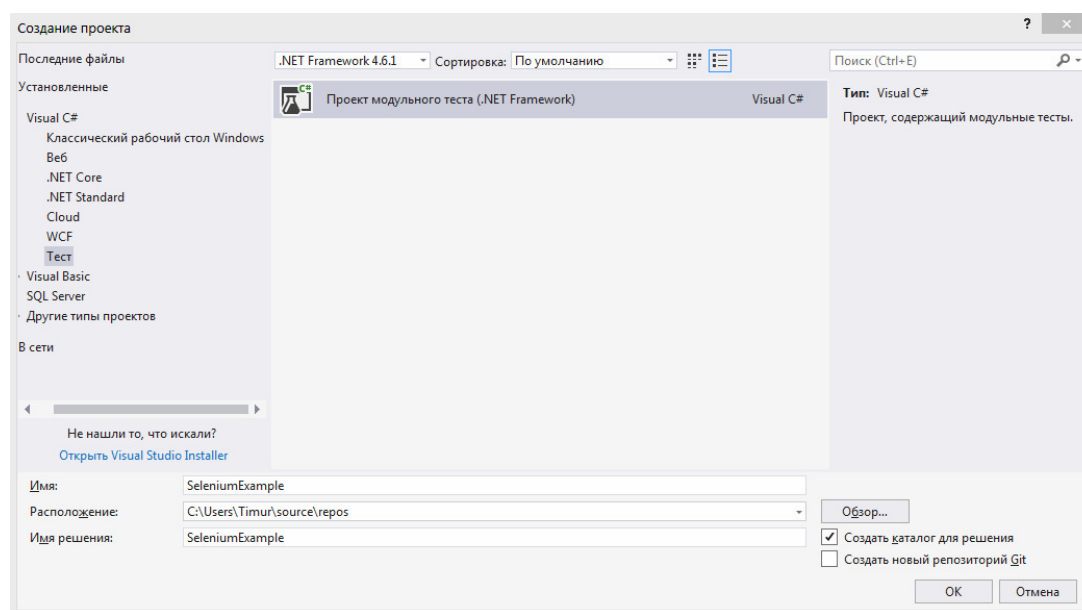 Создание проекта
?
Последние файлы
.NET Framework 4.6.1
Сортировка: По умолчанию
Поиск (Ctrl+E)
Установленные
Visual C#
Классический рабочий стол Windows
Веб
.NET Core
.NET Standard
Cloud
WCF
Тест
Visual Basic
SQL Server
Другие типы проектов
В сети
C#
Проект модульного теста (.NET Framework)
Visual C#
Тип: Visual C#
Проект, содержащий модульные тесты.
Не нашли то, что искали?
Открыть Visual Studio Installer
Имя:
SeleniumExample
Расположение:
C:\Users\Timur\source\repos
Обзор...
Имя решения:
SeleniumExample
Создать каталог для решения
Создать новый репозиторий Git
OK
Отмена